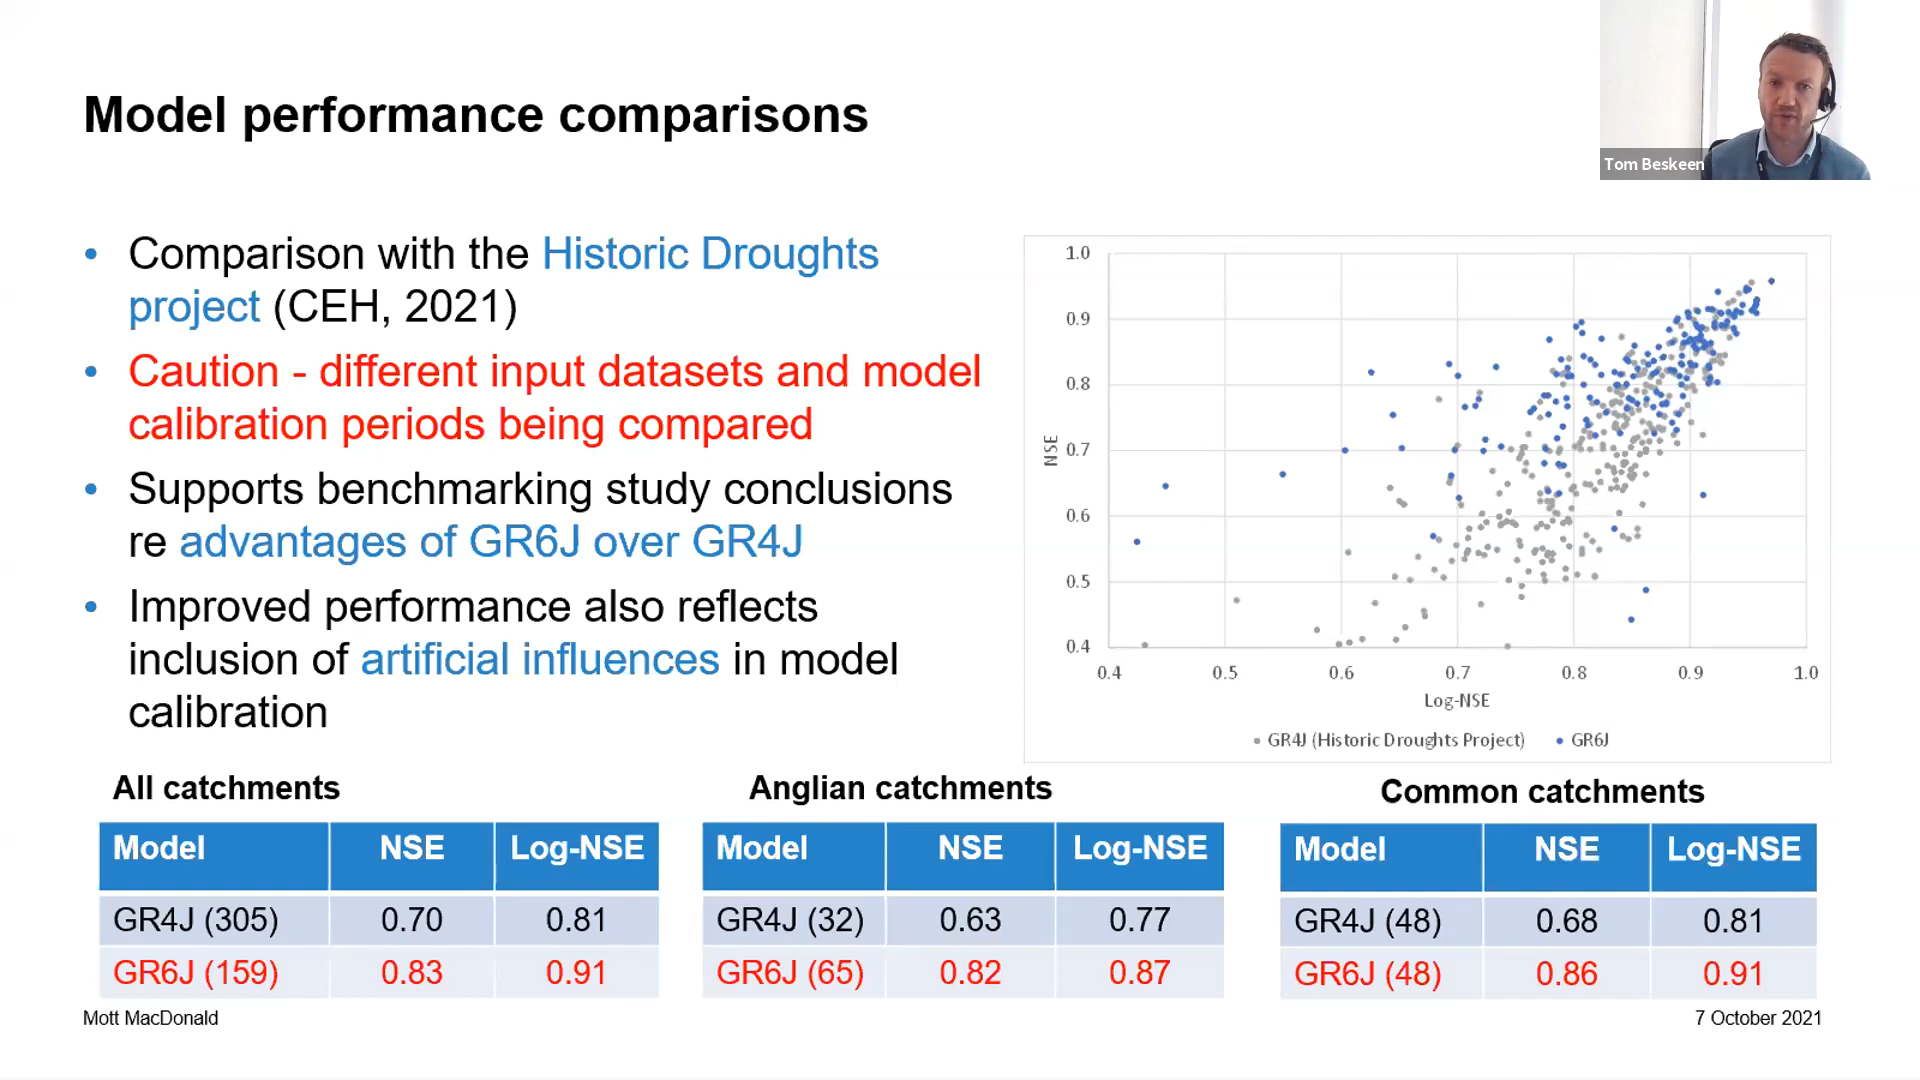 Model performance comparisons
Tom Beskeen
• Comparison with the Historic Droughts
project (CEH, 2021)
• Caution - different input datasets and model
calibration periods being compared
• Supports benchmarking study conclusions
re advantages of GR6J over GR4J
• Improved performance also reflects
inclusion of artificial influences in model
calibration
1.0
0.9
0.8
0.7
0.6
0.5
0.4
NSE
0.4 0.5 0.6 0.7 0.8 0.9 1.0
Log-NSE
GR4J (Historic Droughts Project) GR6J
All catchments
Model NSE Log-NSE
GR4J (305) 0.70 0.81
GR6J (159) 0.83 0.91
Anglian catchments
Model NSE Log-NSE
GR4J (32) 0.63 0.77
GR6J (65) 0.82 0.87
Common catchments
Model NSE Log-NSE
GR4J (48) 0.68 0.81
GR6J (48) 0.86 0.91
Mott MacDonald
7 October 2021